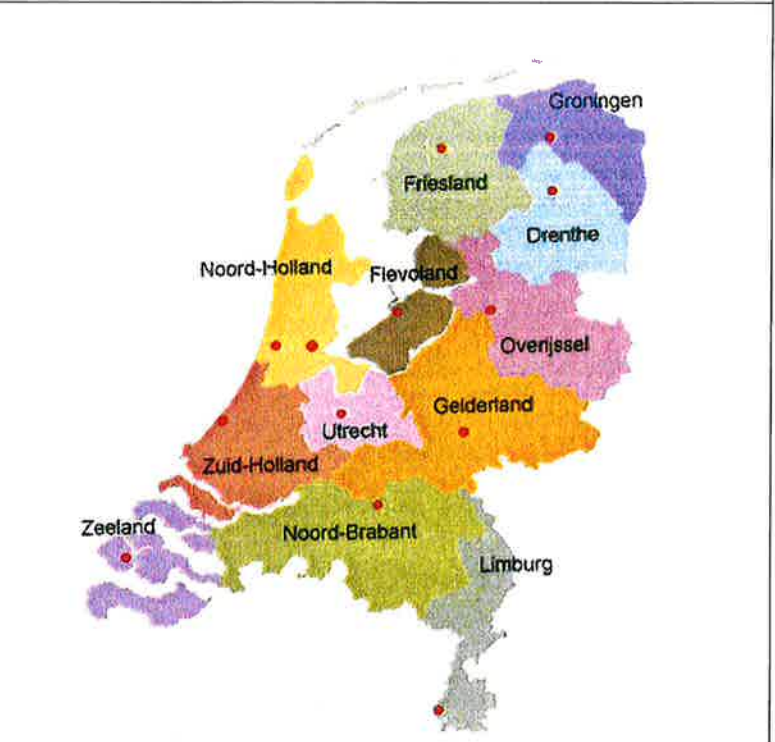 Groningen
Friesland
Drenthe
Noord-Holland
Flevoland
Overijssel
Gelderland
Utrecht
Zuid-Holland
Zeeland
Noord-Brabant
Limburg